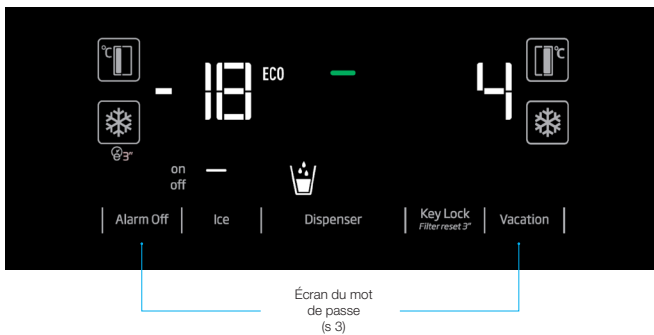 °C
°C
- 18 ECO
4
3"
on
off
Alarm Off
Ice
Dispenser
Key Lock
Filter reset 3"
Vacation
Écran du mot
de passe
(s 3)